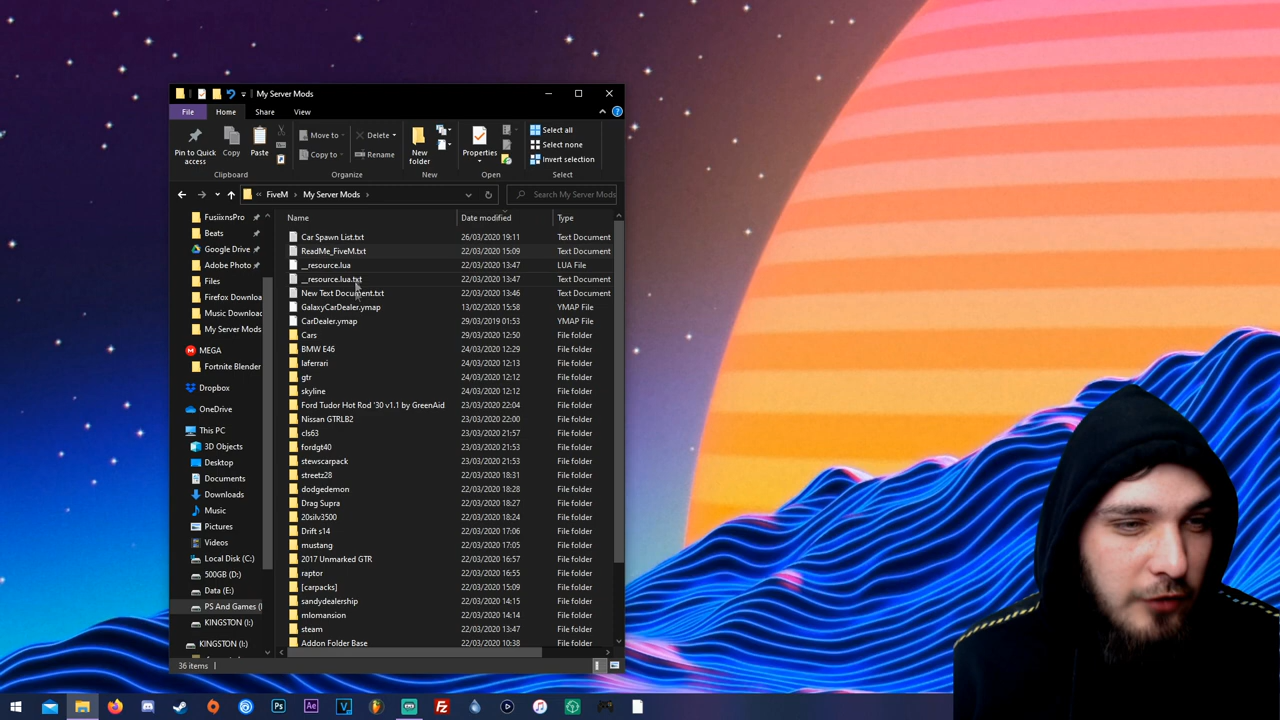 My Server Mods
File Home Share View
Pin to Quick access
Copy
Paste
Clipboard
Move to
Copy to
Delete
Rename
Organize
New folder
New
Properties
Open
Select all
Select none
Invert selection
Select
« FiveM > My Server Mods >
Search My Server Mods
FusiixnsPro
Beats
Google Drive
Adobe Photo
Files
Firefox Downloa
Music Downloac
My Server Mods
MEGA
Fortnite Blender
Dropbox
OneDrive
This PC
3D Objects
Desktop
Documents
Downloads
Music
Pictures
Videos
Local Disk (C:)
500GB (D:)
Data (E:)
PS And Games (
KINGSTON (I:)
KINGSTON (I:)
Name Date modified Type
Car Spawn List.txt 26/03/2020 19:11 Text Document
ReadMe_FiveM.txt 22/03/2020 15:09 Text Document
__resource.lua 22/03/2020 13:47 LUA File
__resource.lua.txt 22/03/2020 13:47 Text Document
New Text Document.txt 22/03/2020 13:46 Text Document
GalaxyCarDealer.ymap 13/02/2020 15:58 YMAP File
CarDealer.ymap 29/03/2019 01:53 YMAP File
Cars 29/03/2020 12:50 File folder
BMW E46 24/03/2020 12:29 File folder
laferrari 24/03/2020 12:13 File folder
gtr 24/03/2020 12:12 File folder
skyline 24/03/2020 12:12 File folder
Ford Tudor Hot Rod '30 v1.1 by GreenAid 23/03/2020 22:04 File folder
Nissan GTRLB2 23/03/2020 22:00 File folder
cls63 23/03/2020 21:57 File folder
fordgt40 23/03/2020 21:53 File folder
stewscarpack 23/03/2020 21:53 File folder
streetz28 22/03/2020 18:31 File folder
dodgedemon 22/03/2020 18:28 File folder
Drag Supra 22/03/2020 18:27 File folder
20silv3500 22/03/2020 18:24 File folder
Drift s14 22/03/2020 17:06 File folder
mustang 22/03/2020 17:05 File folder
2017 Unmarked GTR 22/03/2020 16:57 File folder
raptor 22/03/2020 16:55 File folder
[carpacks] 22/03/2020 15:09 File folder
sandydealership 22/03/2020 14:15 File folder
mlomansion 22/03/2020 14:14 File folder
steam 22/03/2020 13:47 File folder
Addon Folder Base 22/03/2020 10:38 File folder
36 items
Ps Ae V